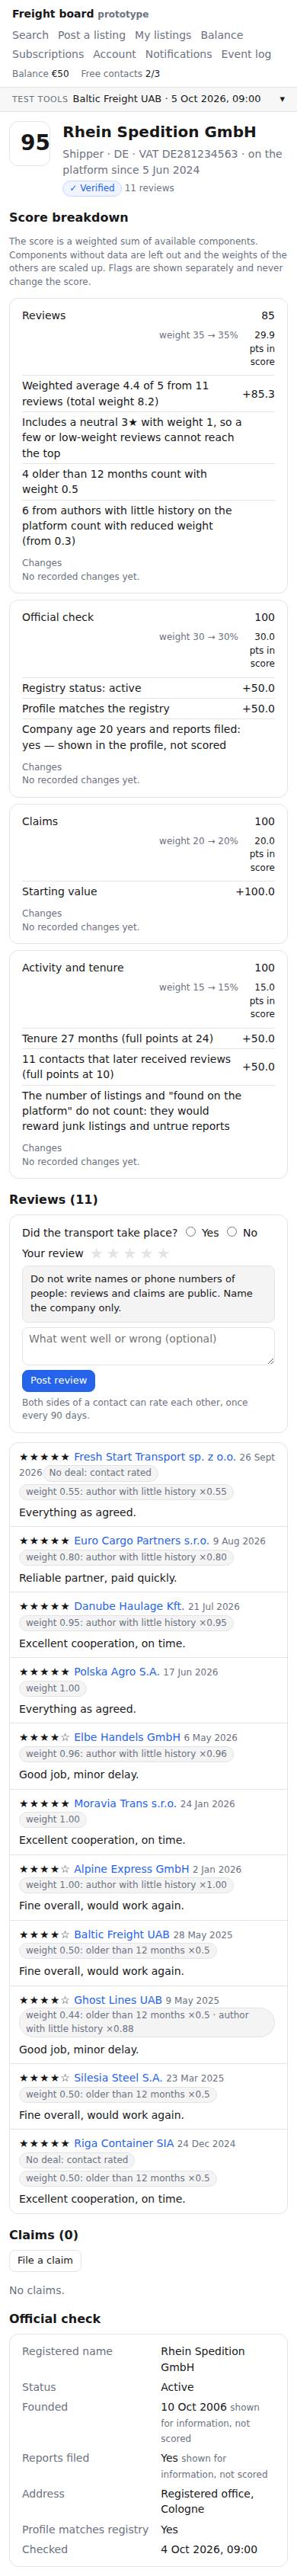 Freight board prototype
Search Post a listing My listings Balance
Subscriptions Account Notifications Event log
Balance €50 Free contacts 2/3
TEST TOOLS Baltic Freight UAB · 5 Oct 2026, 09:00 ▾
95
Rhein Spedition GmbH
Shipper · DE · VAT DE281234563 · on the
platform since 5 Jun 2024
✓ Verified 11 reviews
Score breakdown
The score is a weighted sum of available components.
Components without data are left out and the weights of the
others are scaled up. Flags are shown separately and never
change the score.
Reviews 85
weight 35 → 35% 29.9
pts in
score
Weighted average 4.4 of 5 from 11
reviews (total weight 8.2) +85.3
Includes a neutral 3★ with weight 1, so a
few or low-weight reviews cannot reach
the top
4 older than 12 months count with
weight 0.5
6 from authors with little history on the
platform count with reduced weight
(from 0.3)
Changes
No recorded changes yet.
Official check 100
weight 30 → 30% 30.0
pts in
score
Registry status: active +50.0
Profile matches the registry +50.0
Company age 20 years and reports filed:
yes — shown in the profile, not scored
Changes
No recorded changes yet.
Claims 100
weight 20 → 20% 20.0
pts in
score
Starting value +100.0
Changes
No recorded changes yet.
Activity and tenure 100
weight 15 → 15% 15.0
pts in
score
Tenure 27 months (full points at 24) +50.0
11 contacts that later received reviews
(full points at 10) +50.0
The number of listings and "found on the
platform" do not count: they would
reward junk listings and untrue reports
Changes
No recorded changes yet.
Reviews (11)
Did the transport take place? Yes No
Your review ★★★★★
Do not write names or phone numbers of
people: reviews and claims are public. Name
the company only.
What went well or wrong (optional)
Post review
Both sides of a contact can rate each other, once
every 90 days.
★★★★★ Fresh Start Transport sp. z o.o. 26 Sept
2026 No deal: contact rated
weight 0.55: author with little history ×0.55
Everything as agreed.
★★★★★ Euro Cargo Partners s.r.o. 9 Aug 2026
weight 0.80: author with little history ×0.80
Reliable partner, paid quickly.
★★★★★ Danube Haulage Kft. 21 Jul 2026
weight 0.95: author with little history ×0.95
Excellent cooperation, on time.
★★★★★ Polska Agro S.A. 17 Jun 2026
weight 1.00
Everything as agreed.
★★★★☆ Elbe Handels GmbH 6 May 2026
weight 0.96: author with little history ×0.96
Good job, minor delay.
★★★★★ Moravia Trans s.r.o. 24 Jan 2026
weight 1.00
Excellent cooperation, on time.
★★★★☆ Alpine Express GmbH 2 Jan 2026
weight 1.00: author with little history ×1.00
Fine overall, would work again.
★★★★☆ Baltic Freight UAB 28 May 2025
weight 0.50: older than 12 months ×0.5
Fine overall, would work again.
★★★★☆ Ghost Lines UAB 9 May 2025
weight 0.44: older than 12 months ×0.5 · author
with little history ×0.88
Good job, minor delay.
★★★★☆ Silesia Steel S.A. 23 Mar 2025
weight 0.50: older than 12 months ×0.5
Fine overall, would work again.
★★★★★ Riga Container SIA 24 Dec 2024
No deal: contact rated
weight 0.50: older than 12 months ×0.5
Excellent cooperation, on time.
Claims (0)
File a claim
No claims.
Official check
Registered name Rhein Spedition
GmbH
Status Active
Founded 10 Oct 2006 shown
for information, not
scored
Reports filed Yes shown for
information, not scored
Address Registered office,
Cologne
Profile matches registry Yes
Checked 4 Oct 2026, 09:00